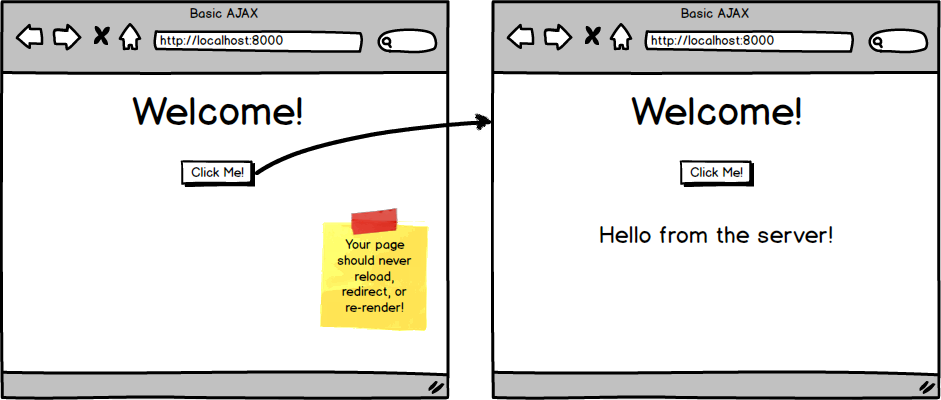 Basic AJAX
http://localhost:8000
Welcome!
Click Me!
Your page
should never
reload,
redirect, or
re-render!
Basic AJAX
http://localhost:8000
Welcome!
Click Me!
Hello from the server!